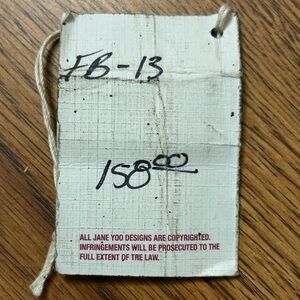 FB-13
158.00
ALL JANE YOO DESIGNS ARE COPYRIGHTED.
INFRINGEMENTS WILL BE PROSECUTED TO THE
FULL EXTENT OF THE LAW.